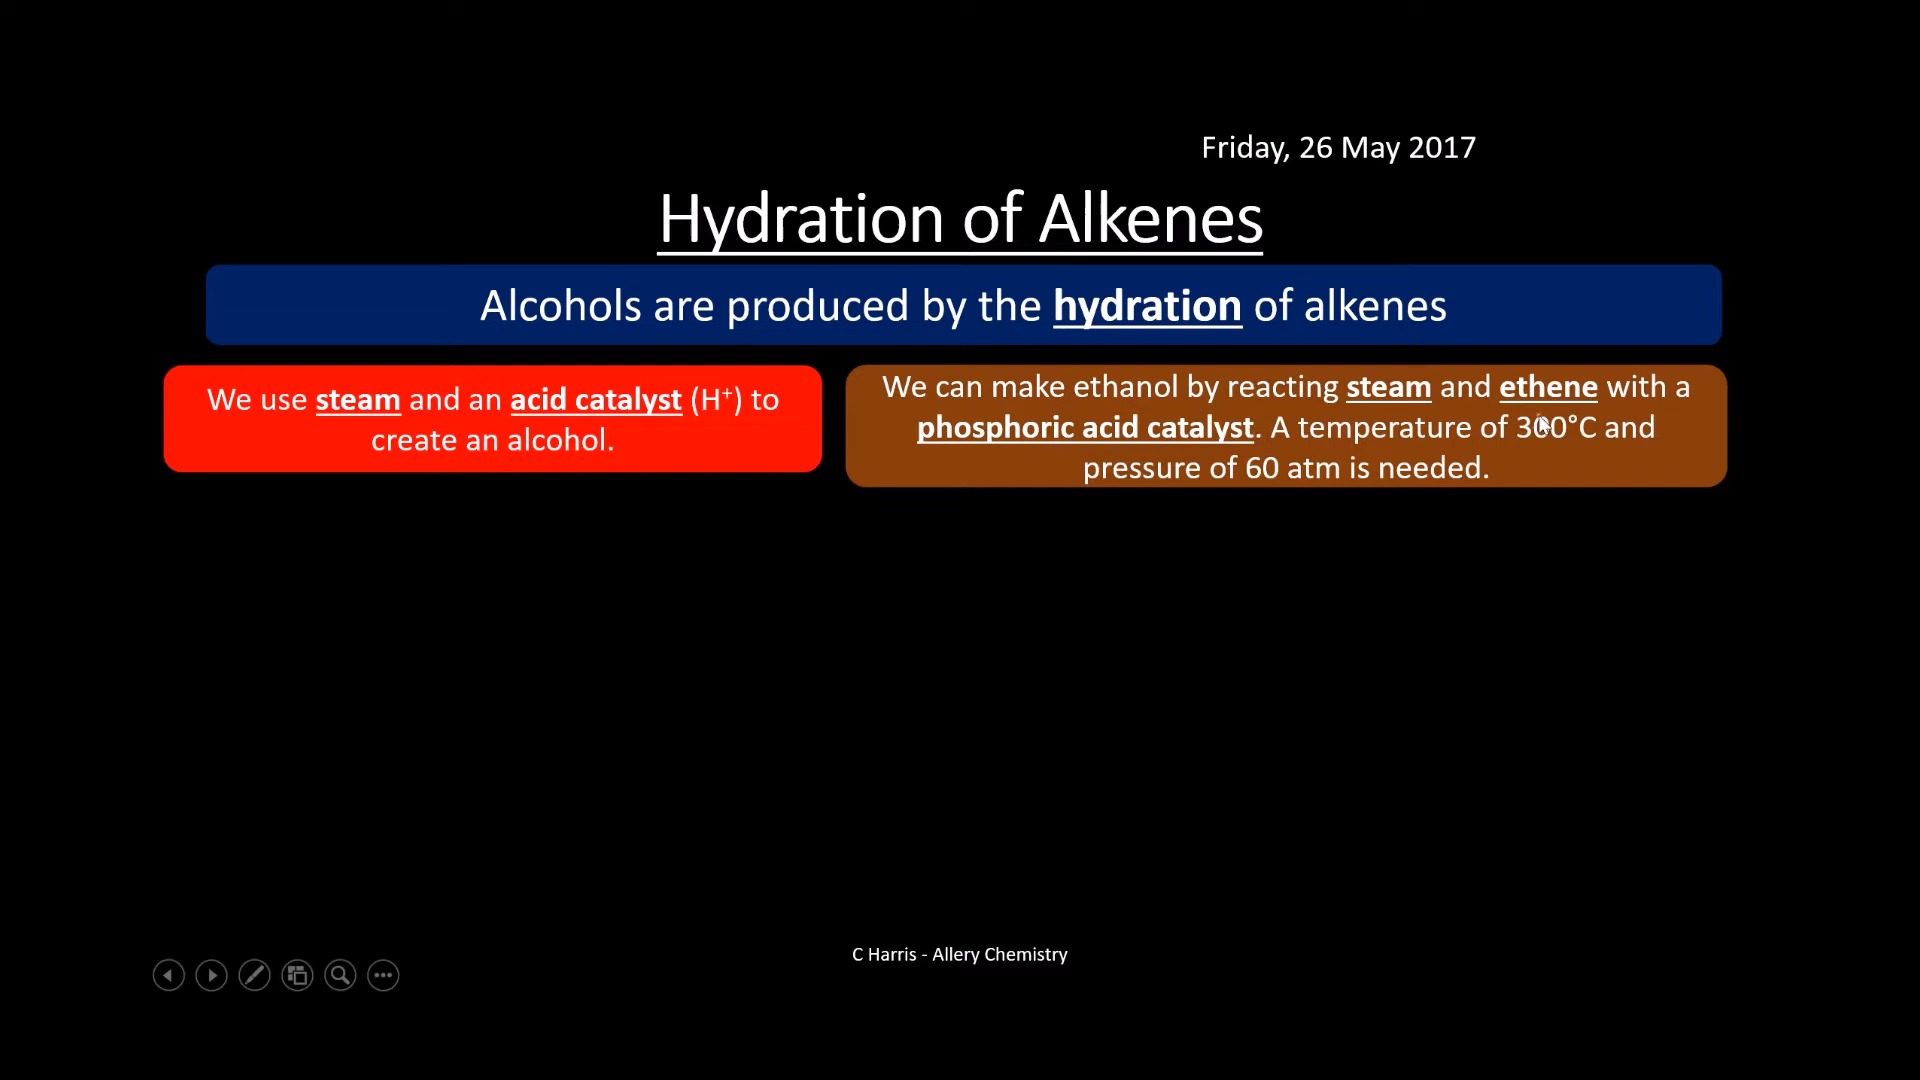 Friday, 26 May 2017
Hydration of Alkenes
Alcohols are produced by the hydration of alkenes
We use steam and an acid catalyst (H⁺) to
create an alcohol.
We can make ethanol by reacting steam and ethene with a
phosphoric acid catalyst. A temperature of 300°C and
pressure of 60 atm is needed.
C Harris - Allery Chemistry